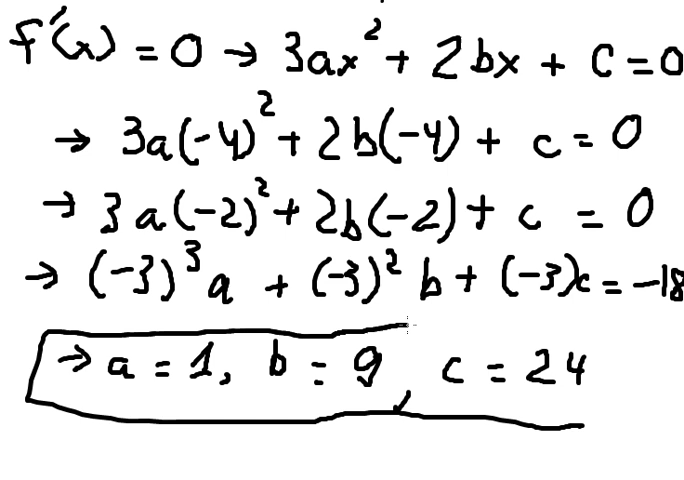 f'(x) = 0 → 3ax² + 2bx + C = 0
→ 3a(-4)² + 2b(-4) + c = 0
→ 3a(-2)² + 2b(-2) + c = 0
→ (-3)³a + (-3)²b + (-3)c = -18
→ a = 1, b = 9, c = 24